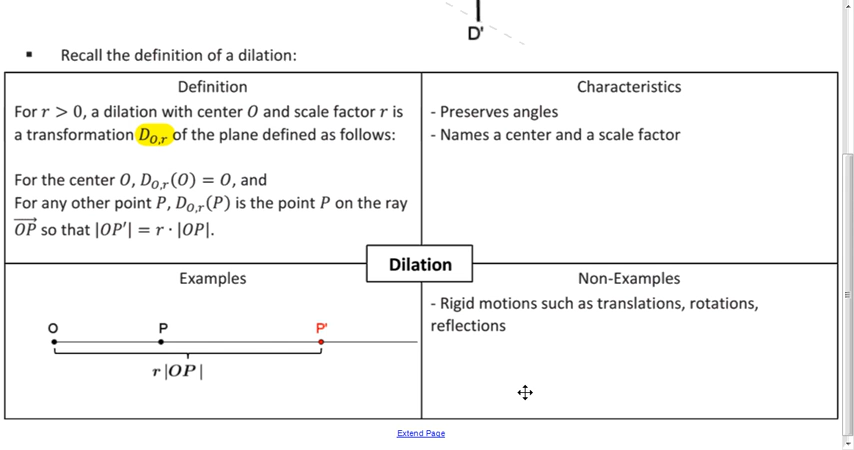 D'
▪ Recall the definition of a dilation:
Definition
For r > 0, a dilation with center O and scale factor r is
a transformation D_{O,r} of the plane defined as follows:
For the center O, D_{O,r}(O) = O, and
For any other point P, D_{O,r}(P) is the point P on the ray
\overrightarrow{OP} so that |OP'| = r · |OP|.
Characteristics
- Preserves angles
- Names a center and a scale factor
Dilation
Examples
O P P'
r|OP|
Non-Examples
- Rigid motions such as translations, rotations,
reflections
Extend Page